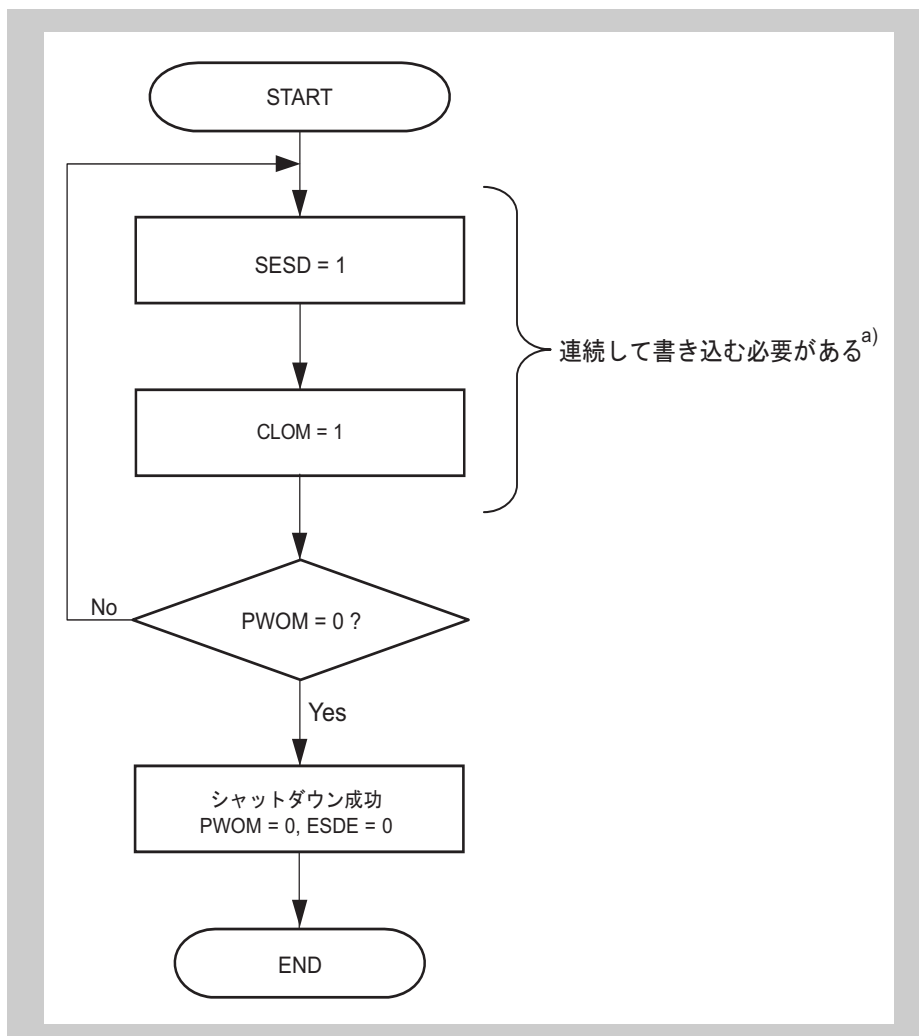 START
SESD = 1
連続して書き込む必要がある a)
CLOM = 1
No
PWOM = 0 ?
Yes
シャットダウン成功
PWOM = 0, ESDE = 0
END